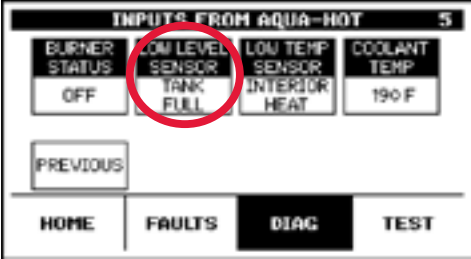 INPUTS FROM AQUA-HOT 5
BURNER STATUS
OFF
LOW LEVEL SENSOR
TANK FULL
LOW TEMP SENSOR
INTERIOR HEAT
COOLANT TEMP
190 F
PREVIOUS
HOME FAULTS DIAG TEST